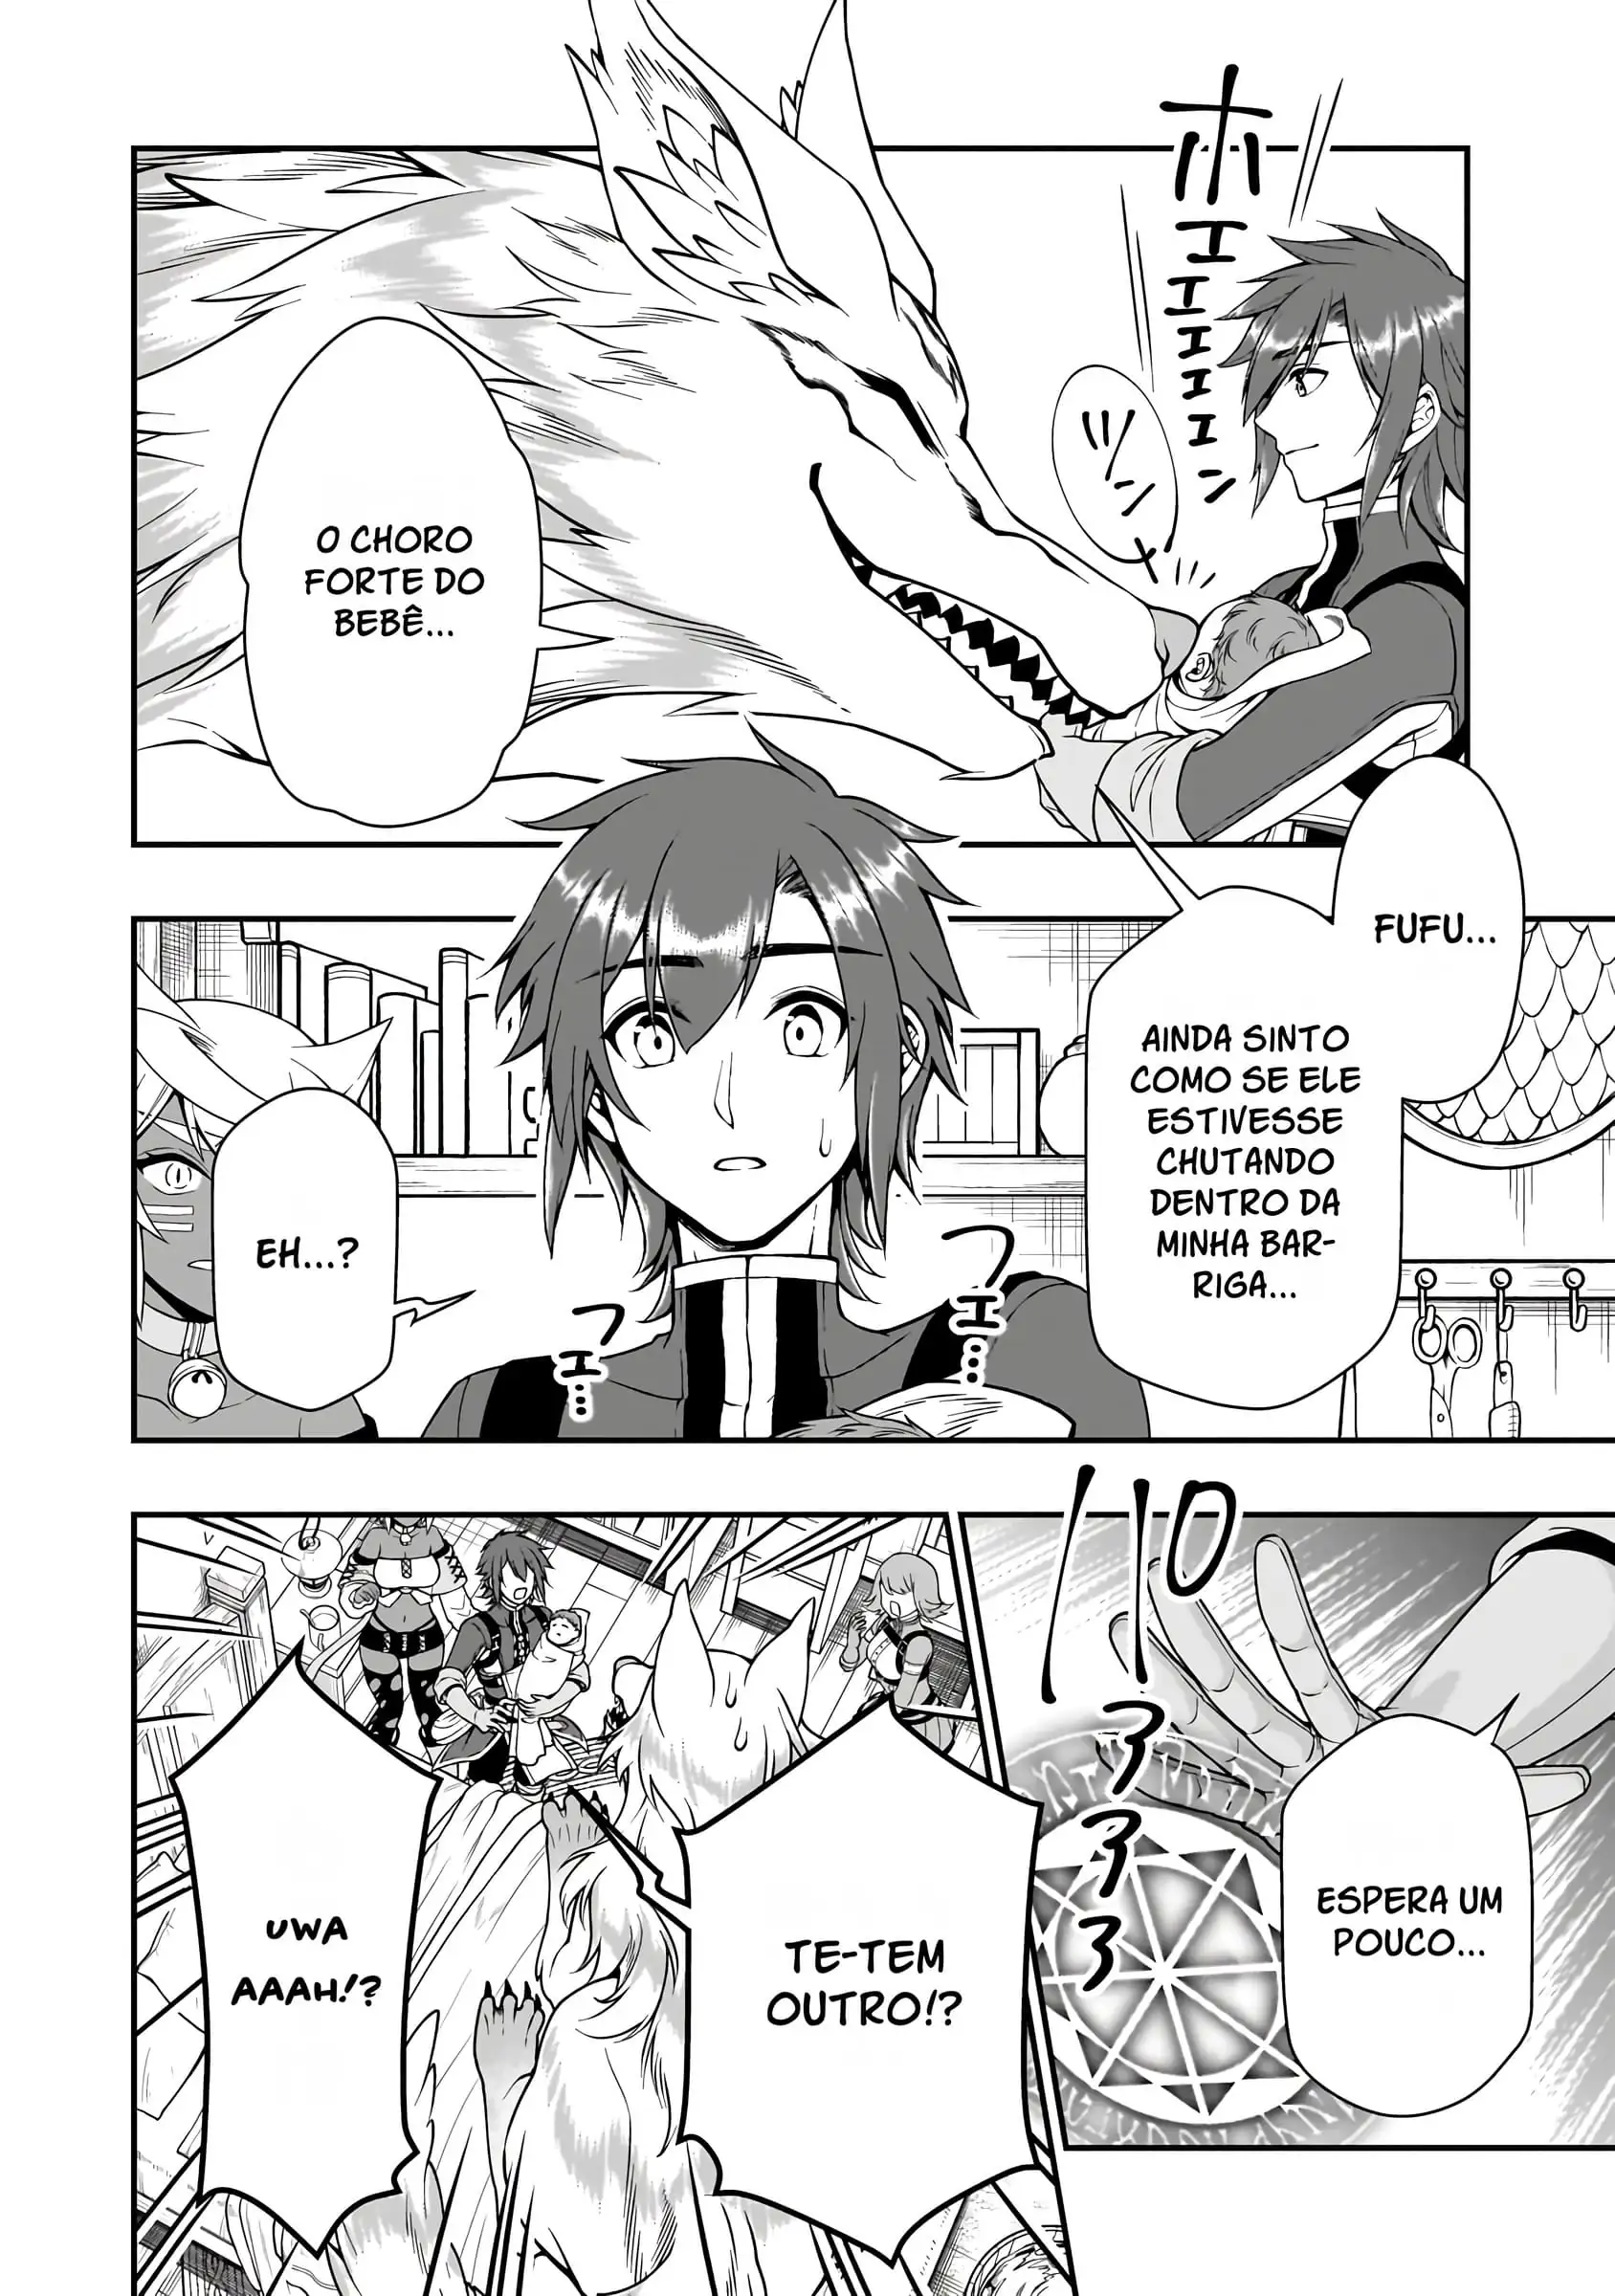 ホエエエエエン
ツンッ
O CHORO
FORTE DO
BEBÊ...
FUFU...
AINDA SINTO
COMO SE ELE
ESTIVESSE
CHUTANDO
DENTRO DA
MINHA BAR-
RIGA...
フェ…
フェ…
EH...?
ESPERA UM
POUCO...
TE-TEM
OUTRO!?
UWA
AAAH!?